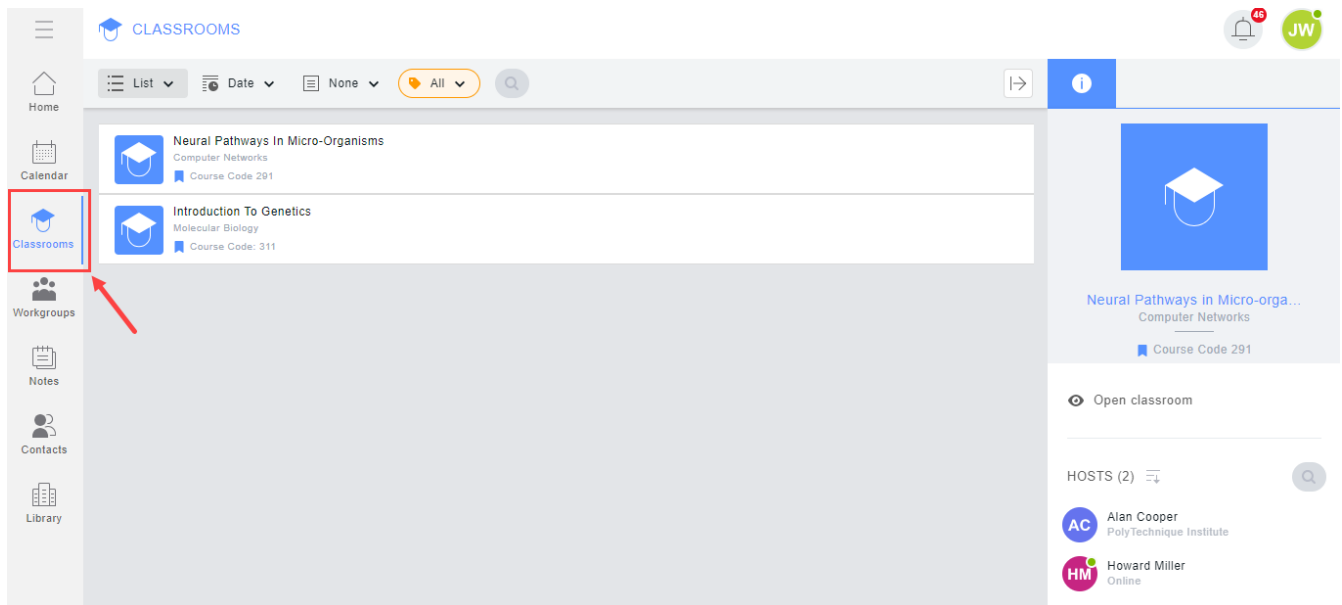 CLASSROOMS
46
JW
Home
Calendar
Classrooms
Workgroups
Notes
Contacts
Library
List
Date
None
All
Neural Pathways In Micro-Organisms
Computer Networks
Course Code 291
Introduction To Genetics
Molecular Biology
Course Code: 311
i
Neural Pathways in Micro-orga...
Computer Networks
Course Code 291
Open classroom
HOSTS (2)
AC
Alan Cooper
PolyTechnique Institute
HM
Howard Miller
Online